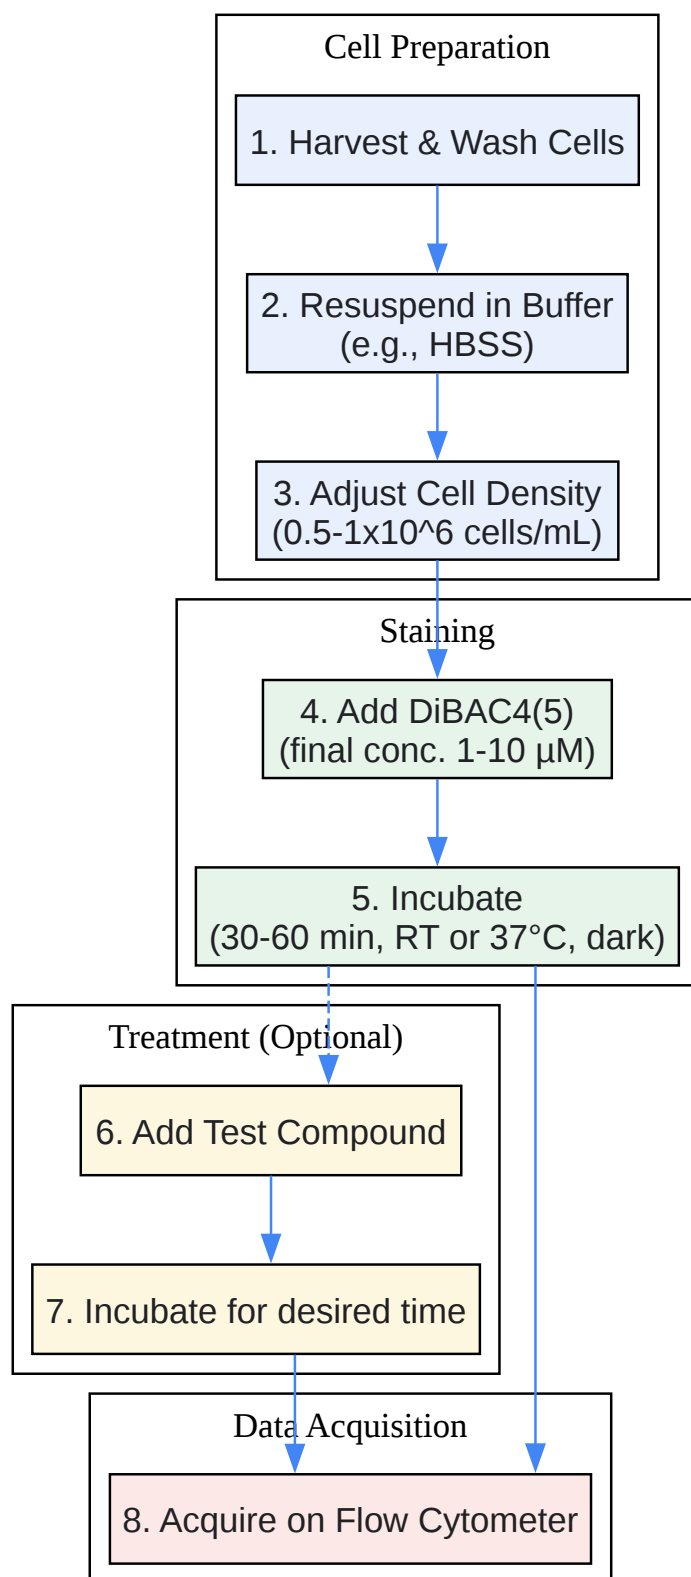 Cell Preparation
1. Harvest & Wash Cells
2. Resuspend in Buffer
(e.g., HBSS)
3. Adjust Cell Density
(0.5-1x10^6 cells/mL)
Staining
4. Add DiBAC4(5)
(final conc. 1-10 µM)
5. Incubate
(30-60 min, RT or 37°C, dark)
Treatment (Optional)
6. Add Test Compound
7. Incubate for desired time
Data Acquisition
8. Acquire on Flow Cytometer